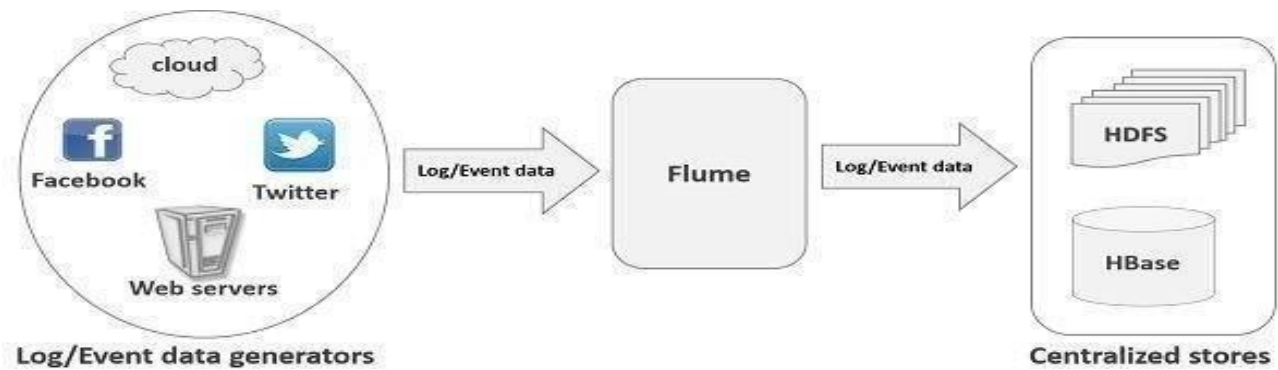 cloud
f
Facebook
Twitter
Web servers
Log/Event data generators
Log/Event data
Flume
Log/Event data
HDFS
HBase
Centralized stores